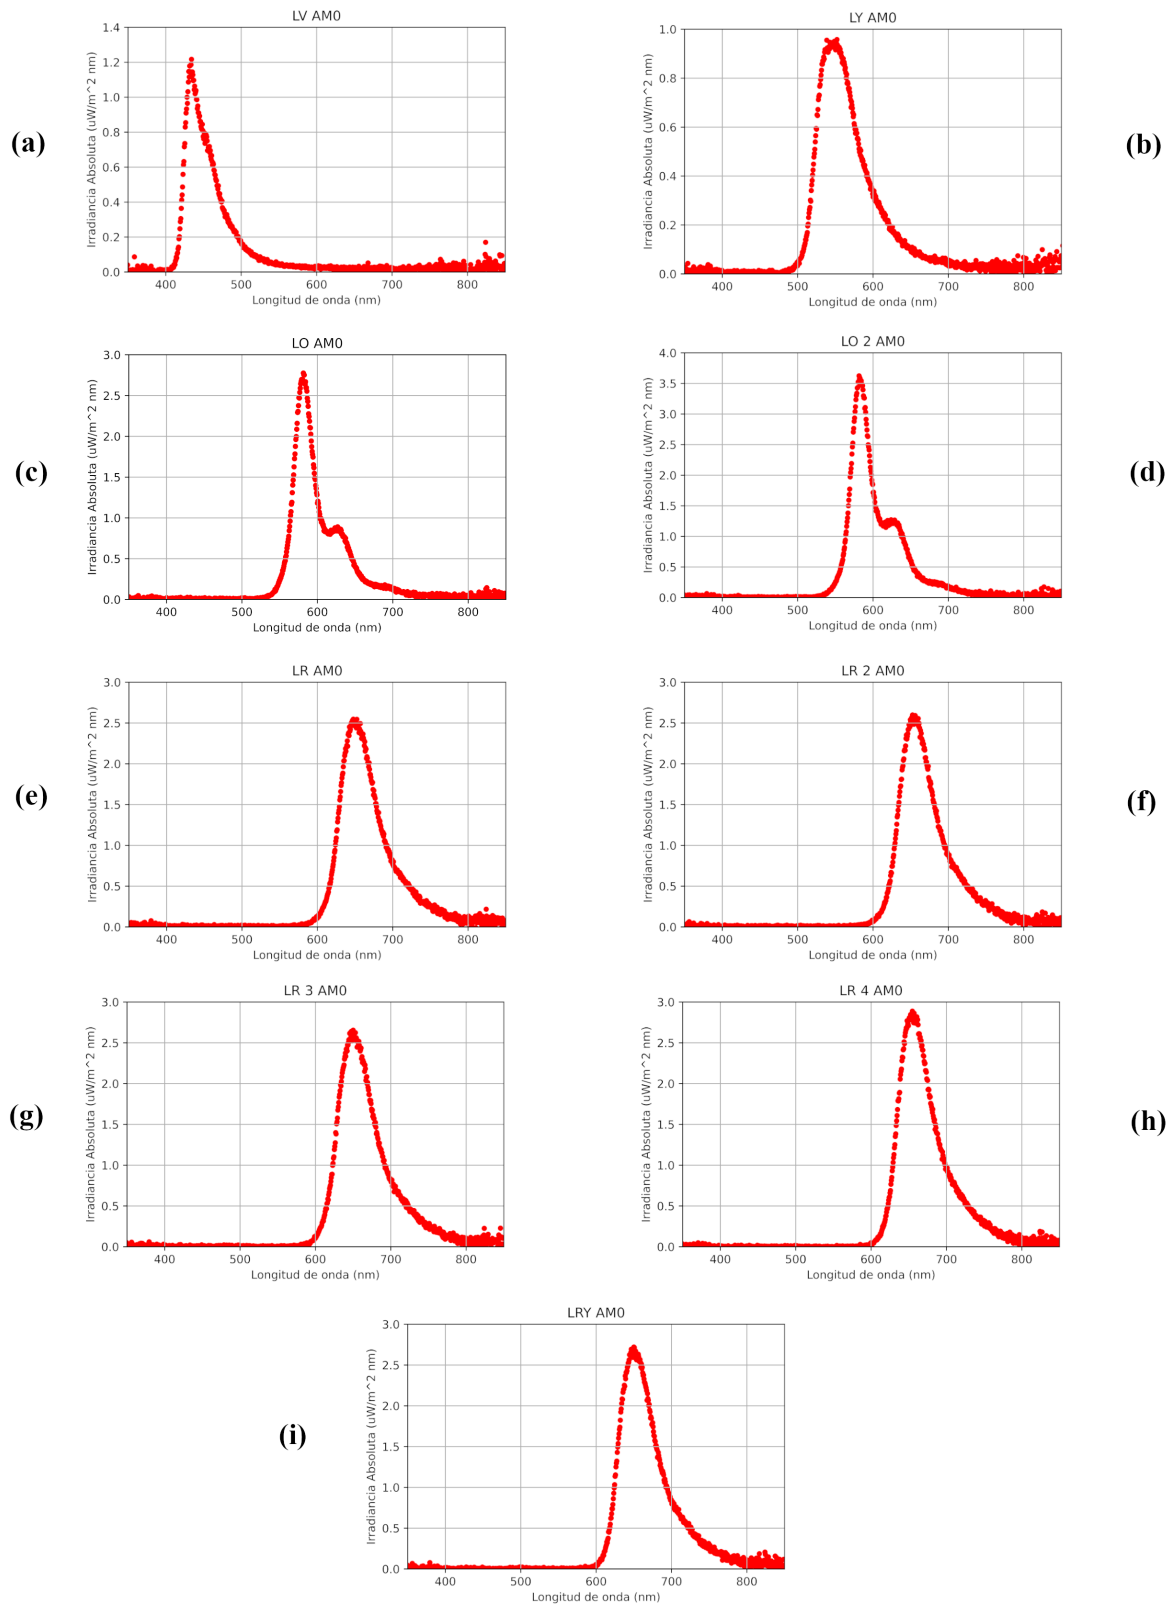 LV AM0
1.4
1.2
1.0
0.8
0.6
0.4
0.2
0.0
Irradiancia Absoluta (uW/m^2 nm)
400 500 600 700 800
Longitud de onda (nm)
(a)
LY AM0
1.0
0.8
0.6
0.4
0.2
0.0
Irradiancia Absoluta (uW/m^2 nm)
400 500 600 700 800
Longitud de onda (nm)
(b)
LO AM0
3.0
2.5
2.0
1.5
1.0
0.5
0.0
Irradiancia Absoluta (uW/m^2 nm)
400 500 600 700 800
Longitud de onda (nm)
(c)
LO 2 AM0
4.0
3.5
3.0
2.5
2.0
1.5
1.0
0.5
0.0
Irradiancia Absoluta (uW/m^2 nm)
400 500 600 700 800
Longitud de onda (nm)
(d)
LR AM0
3.0
2.5
2.0
1.5
1.0
0.5
0.0
Irradiancia Absoluta (uW/m^2 nm)
400 500 600 700 800
Longitud de onda (nm)
(e)
LR 2 AM0
3.0
2.5
2.0
1.5
1.0
0.5
0.0
Irradiancia Absoluta (uW/m^2 nm)
400 500 600 700 800
Longitud de onda (nm)
(f)
LR 3 AM0
3.0
2.5
2.0
1.5
1.0
0.5
0.0
Irradiancia Absoluta (uW/m^2 nm)
400 500 600 700 800
Longitud de onda (nm)
(g)
LR 4 AM0
3.0
2.5
2.0
1.5
1.0
0.5
0.0
Irradiancia Absoluta (uW/m^2 nm)
400 500 600 700 800
Longitud de onda (nm)
(h)
LRY AM0
3.0
2.5
2.0
1.5
1.0
0.5
0.0
Irradiancia Absoluta (uW/m^2 nm)
400 500 600 700 800
Longitud de onda (nm)
(i)